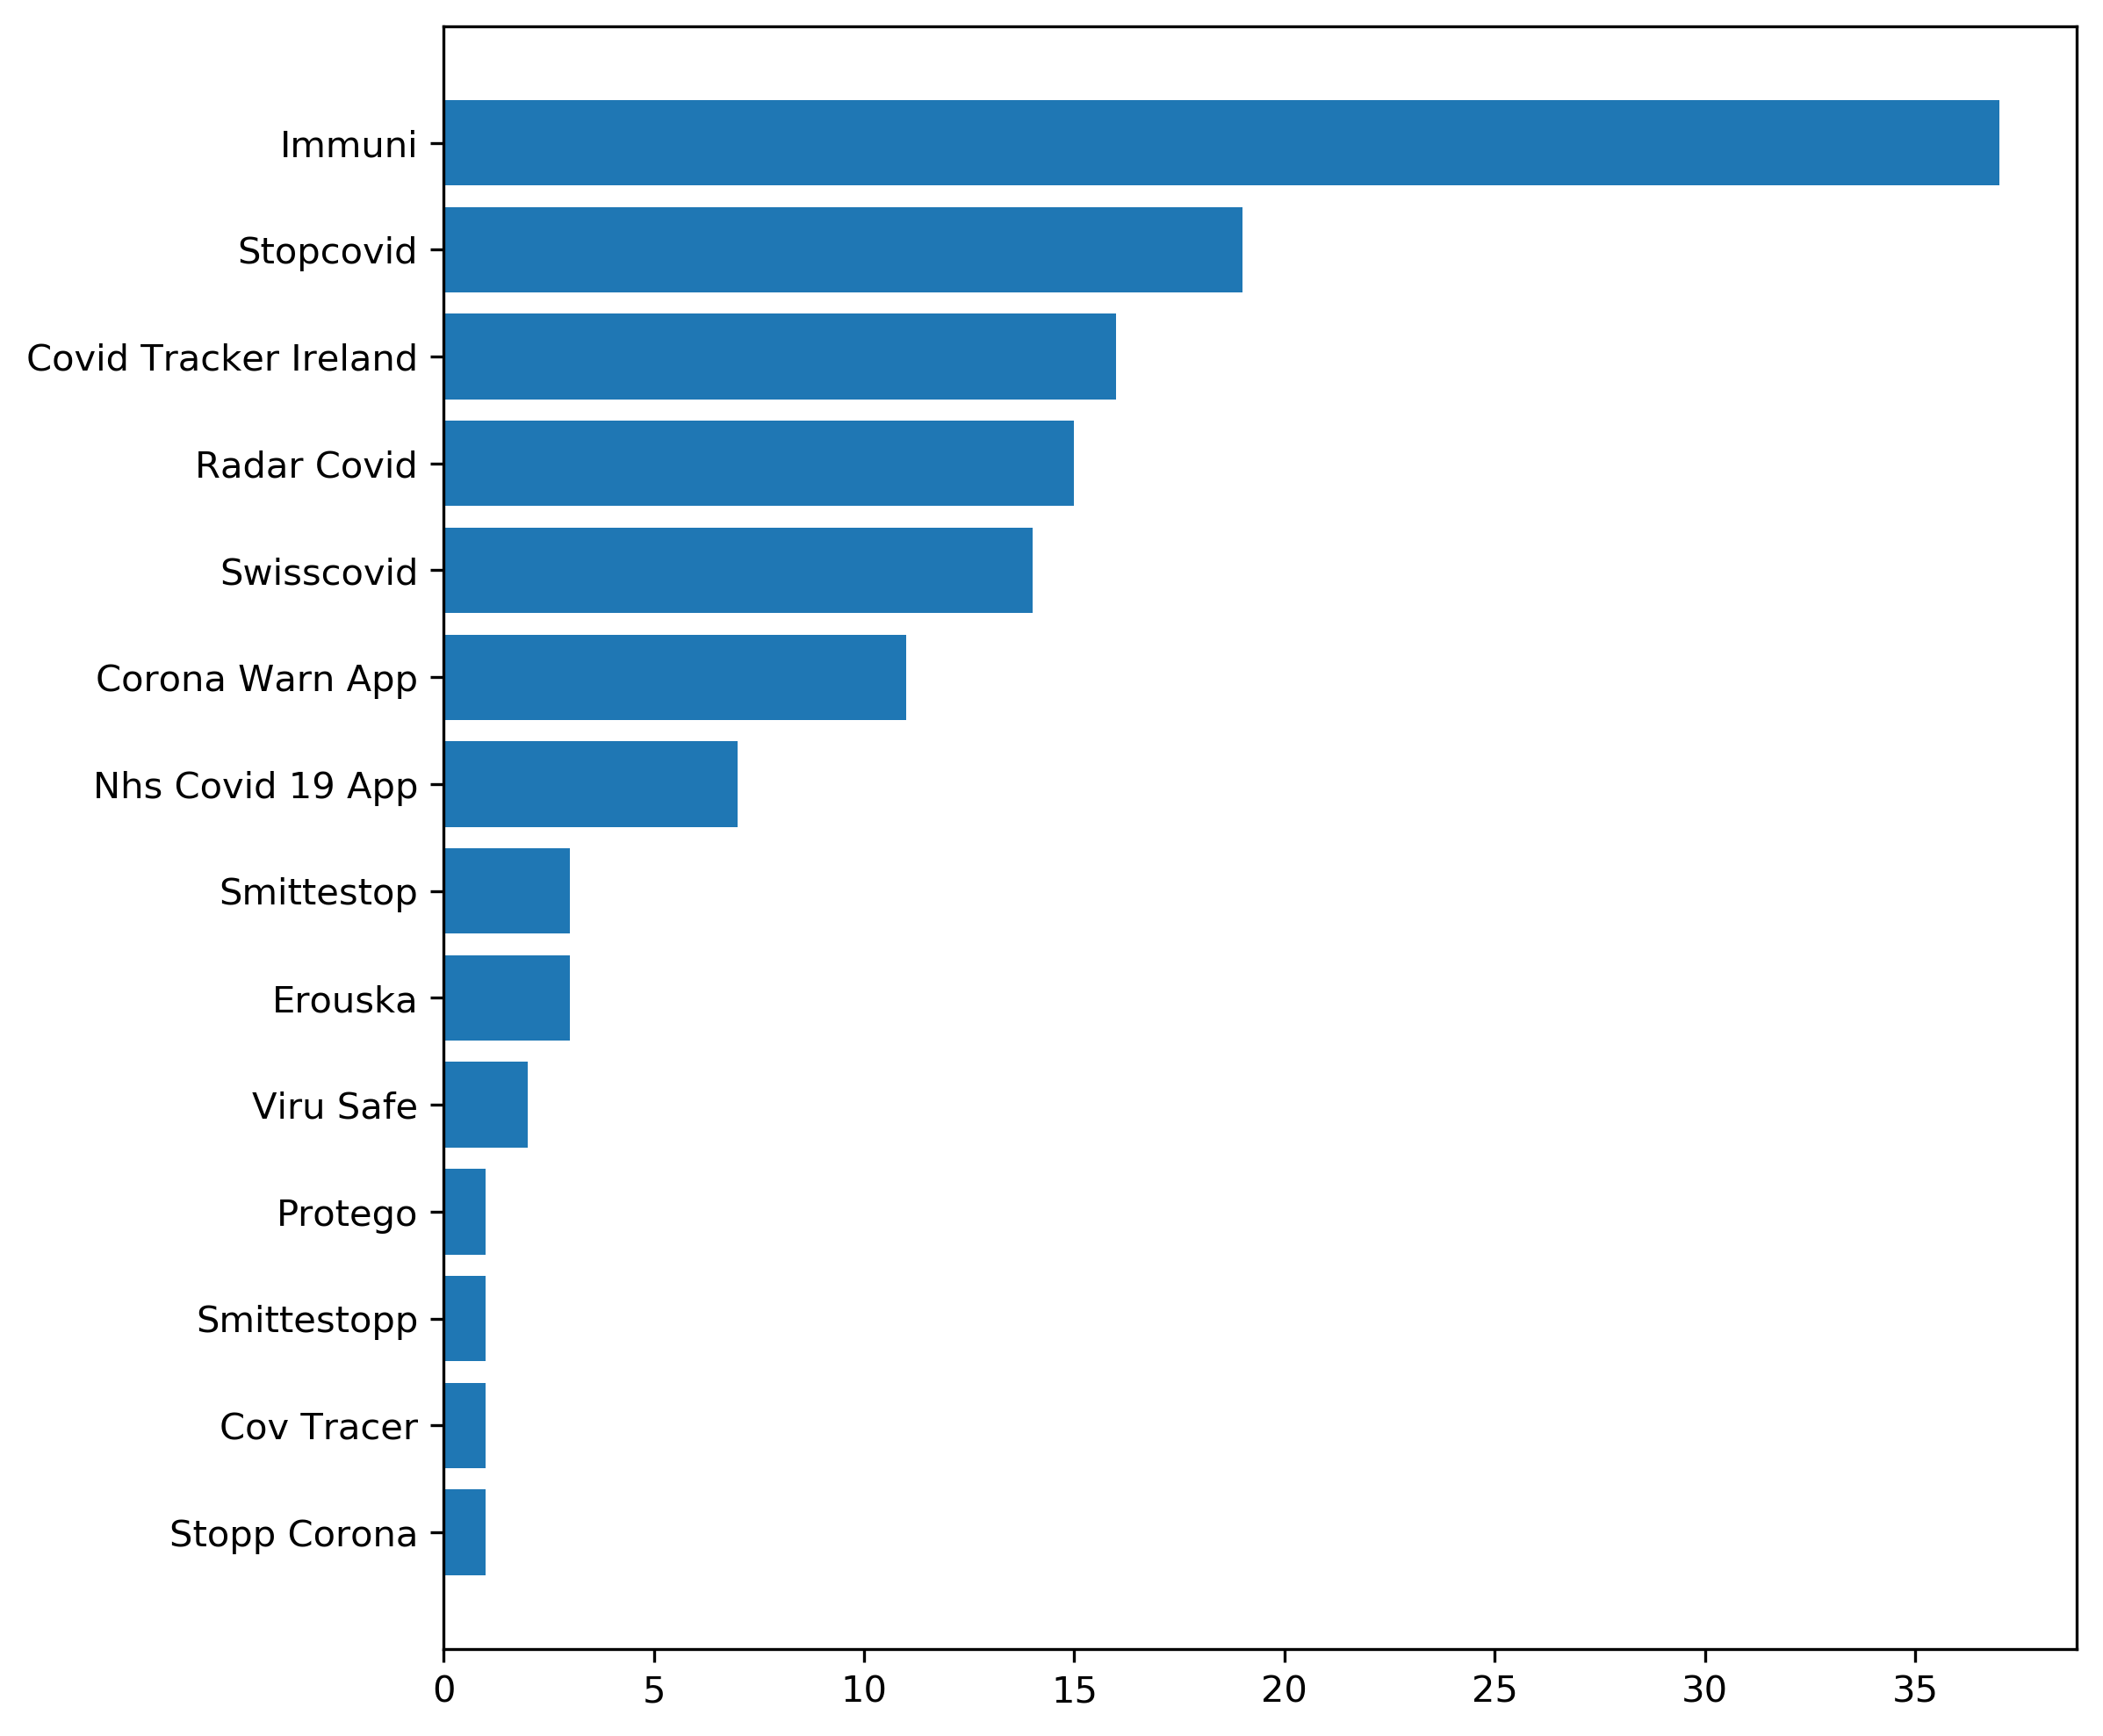 Immuni
Stopcovid
Covid Tracker Ireland
Radar Covid
Swisscovid
Corona Warn App
Nhs Covid 19 App
Smittestop
Erouska
Viru Safe
Protego
Smittestopp
Cov Tracer
Stopp Corona
0 5 10 15 20 25 30 35